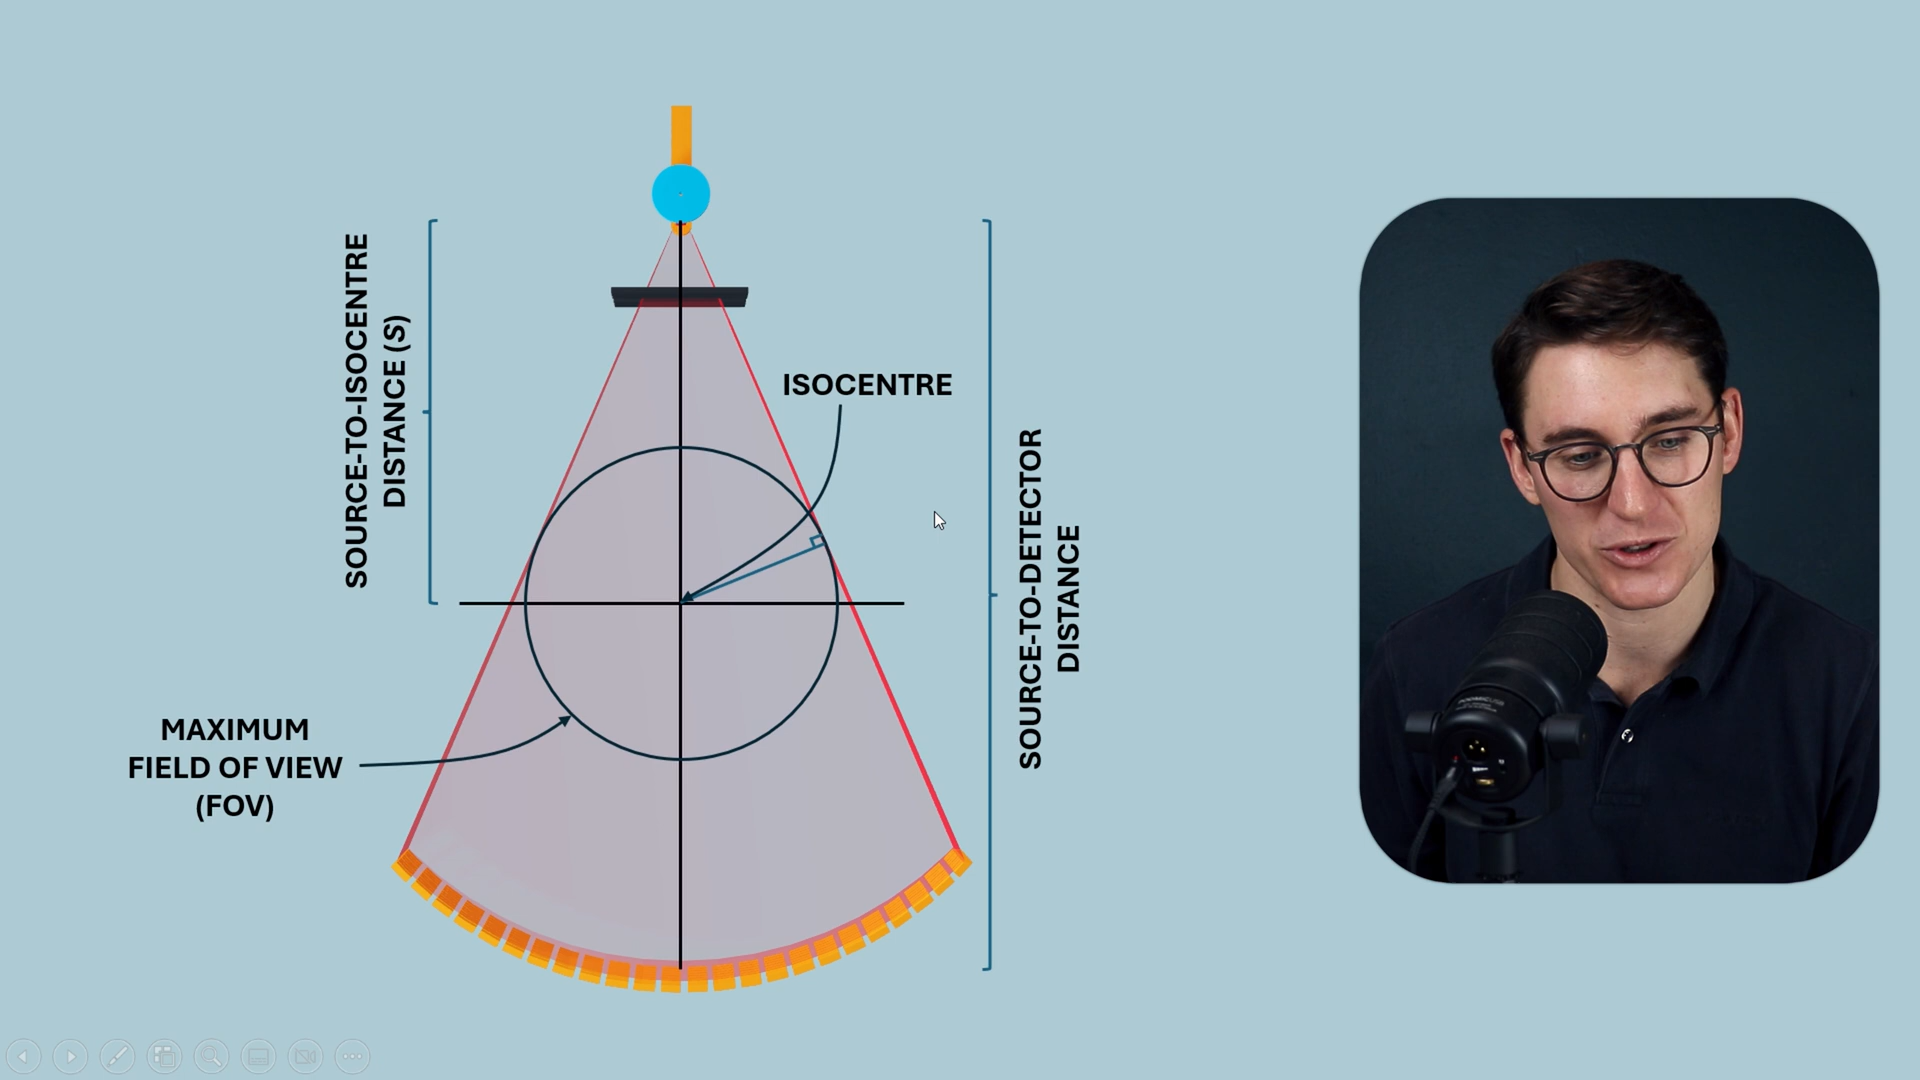 SOURCE-TO-ISOCENTRE
DISTANCE (S)
ISOCENTRE
SOURCE-TO-DETECTOR
DISTANCE
MAXIMUM
FIELD OF VIEW
(FOV)